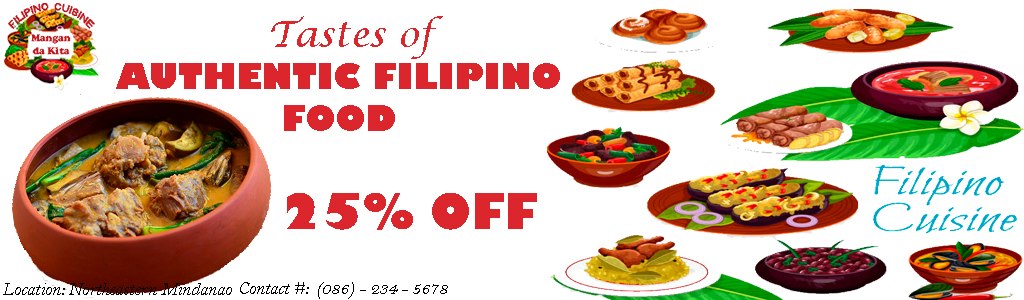 FILIPINO CUISINE
Mangan
da Kita
Tastes of
AUTHENTIC FILIPINO
FOOD
25% OFF
Filipino
Cuisine
Location: Northeastern Mindanao Contact #: (086) - 234 - 5678